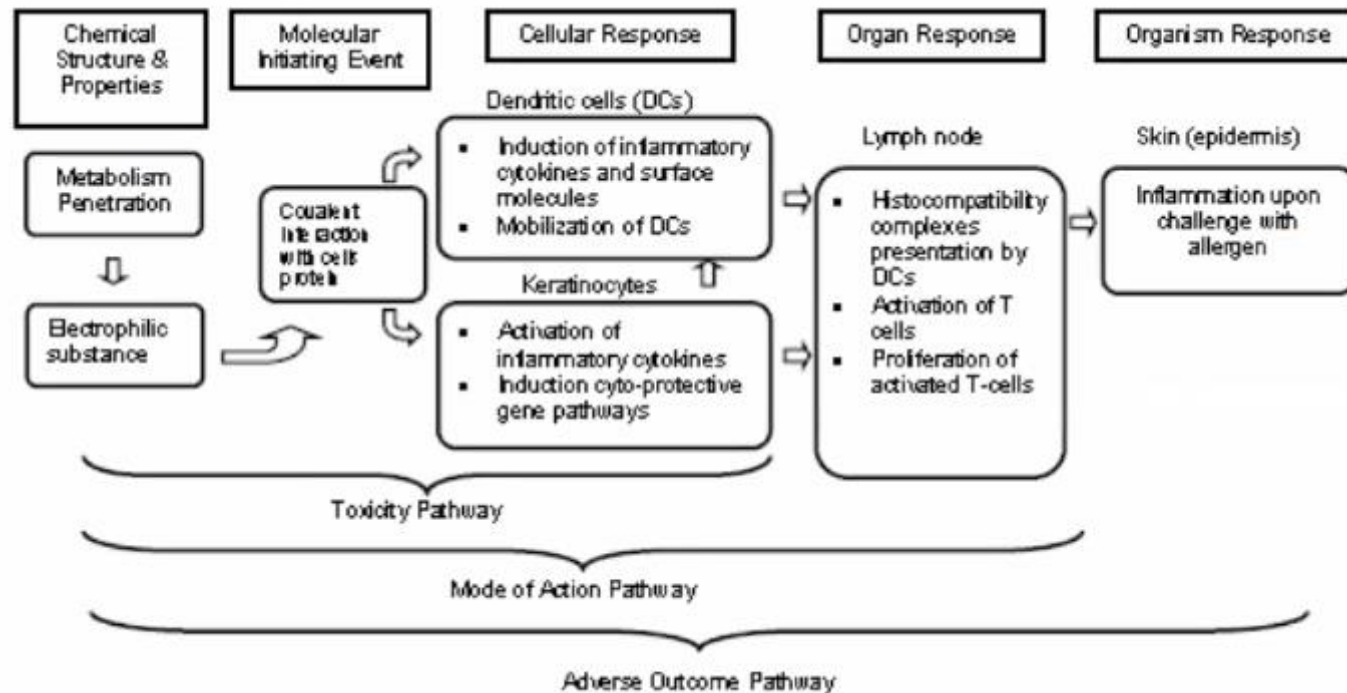 Chemical
Structure &
Properties
Molecular
Initiating Event
Cellular Response
Organ Response
Organism Response
Metabolism
Penetration
Electrophilic
substance
Covalent
Interaction
with cells
protein
Dendritic cells (DCs)
▪ Induction of inflammatory
cytokines and surface
molecules
▪ Mobilization of DCs
Keratinocytes
▪ Activation of
inflammatory cytokines
▪ Induction cyto-protective
gene pathways
Lymph node
▪ Histocompatibility
complexes
presentation by
DCs
▪ Activation of T
cells
▪ Proliferation of
activated T-cells
Skin (epidermis)
Inflammation upon
challenge with
allergen
Toxicity Pathway
Mode of Action Pathway
Adverse Outcome Pathway